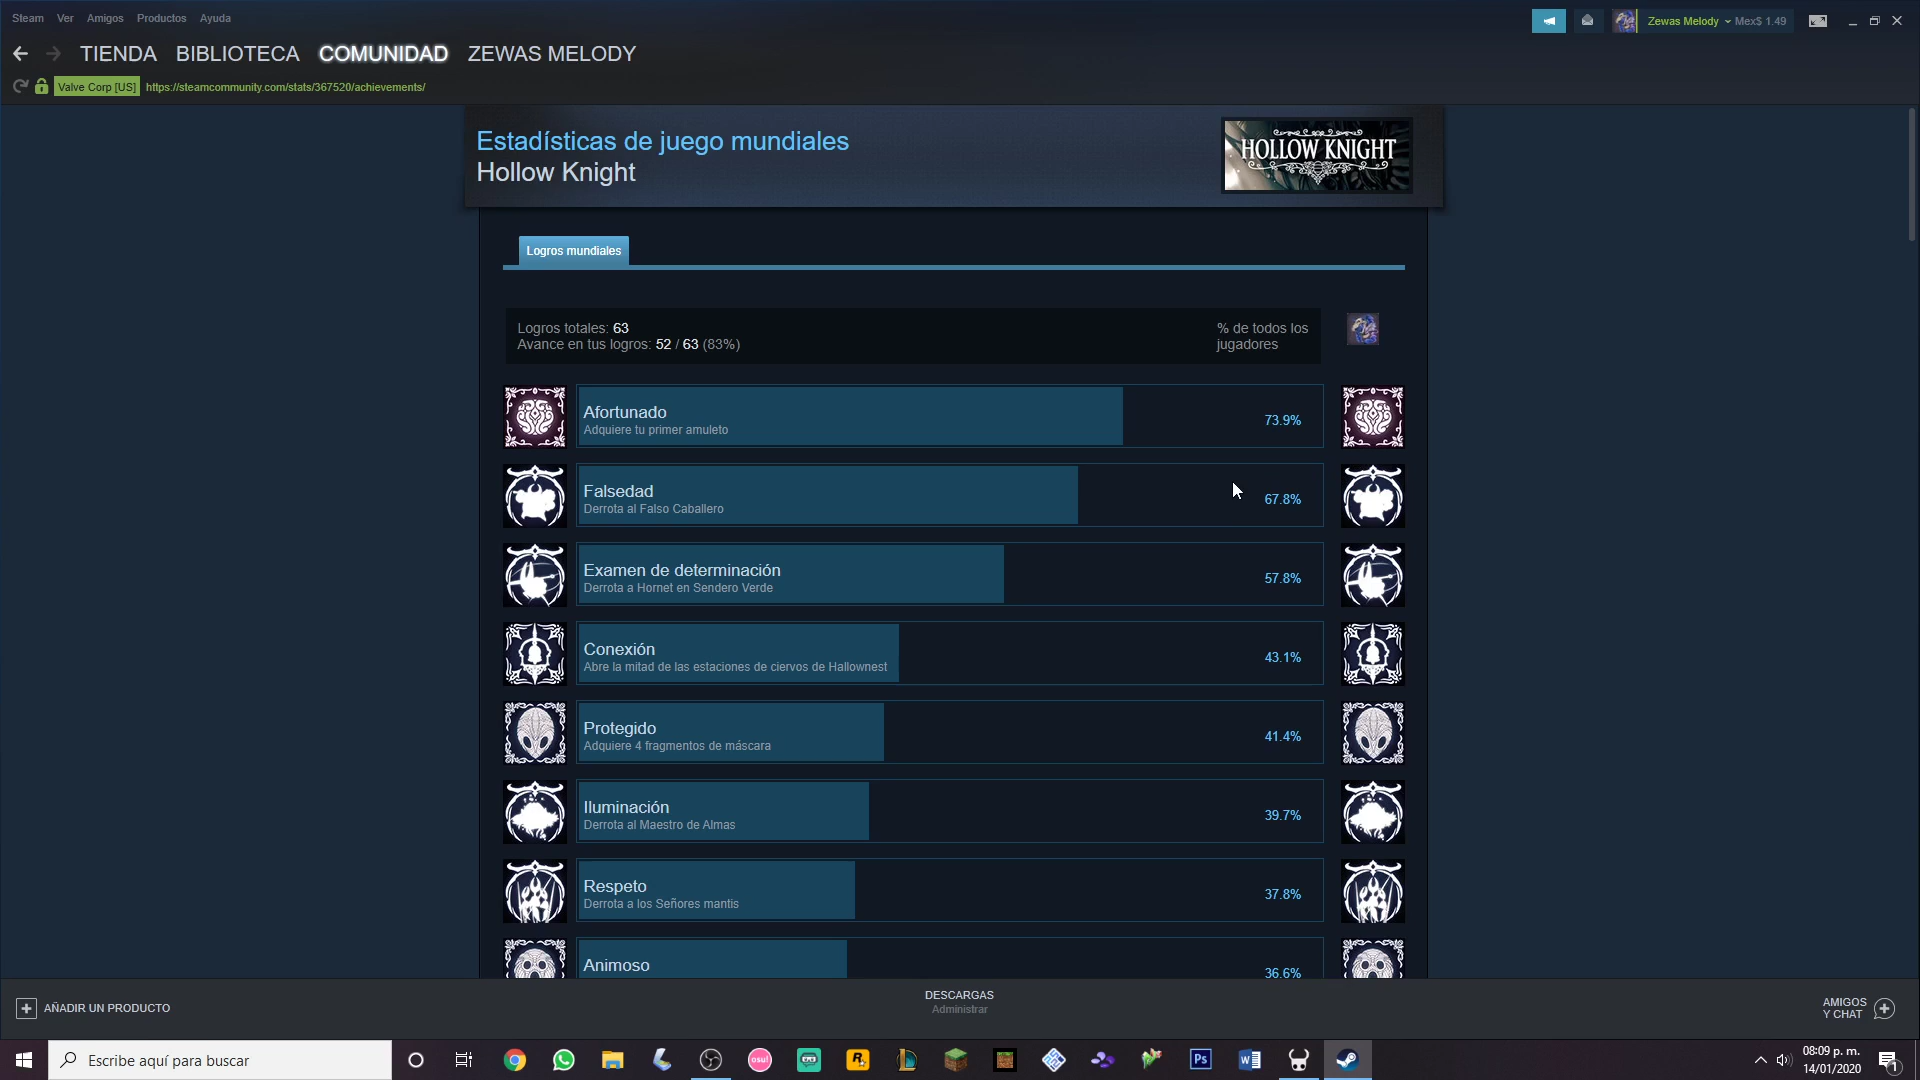 Steam Ver Amigos Productos Ayuda
Zewas Melody Mex$ 1.49
TIENDA BIBLIOTECA COMUNIDAD ZEWAS MELODY
Valve Corp [US] https://steamcommunity.com/stats/367520/achievements/
Estadísticas de juego mundiales
Hollow Knight
HOLLOW KNIGHT
Logros mundiales
Logros totales: 63
Avance en tus logros: 52 / 63 (83%)
% de todos los
jugadores
Afortunado
Adquiere tu primer amuleto
73.9%
Falsedad
Derrota al Falso Caballero
67.8%
Examen de determinación
Derrota a Hornet en Sendero Verde
57.8%
Conexión
Abre la mitad de las estaciones de ciervos de Hallownest
43.1%
Protegido
Adquiere 4 fragmentos de máscara
41.4%
Iluminación
Derrota al Maestro de Almas
39.7%
Respeto
Derrota a los Señores mantis
37.8%
Animoso
36.6%
AÑADIR UN PRODUCTO
DESCARGAS
Administrar
AMIGOS
Y CHAT
Escribe aquí para buscar
osu!
R
Ps
W
08:09 p. m.
14/01/2020
1